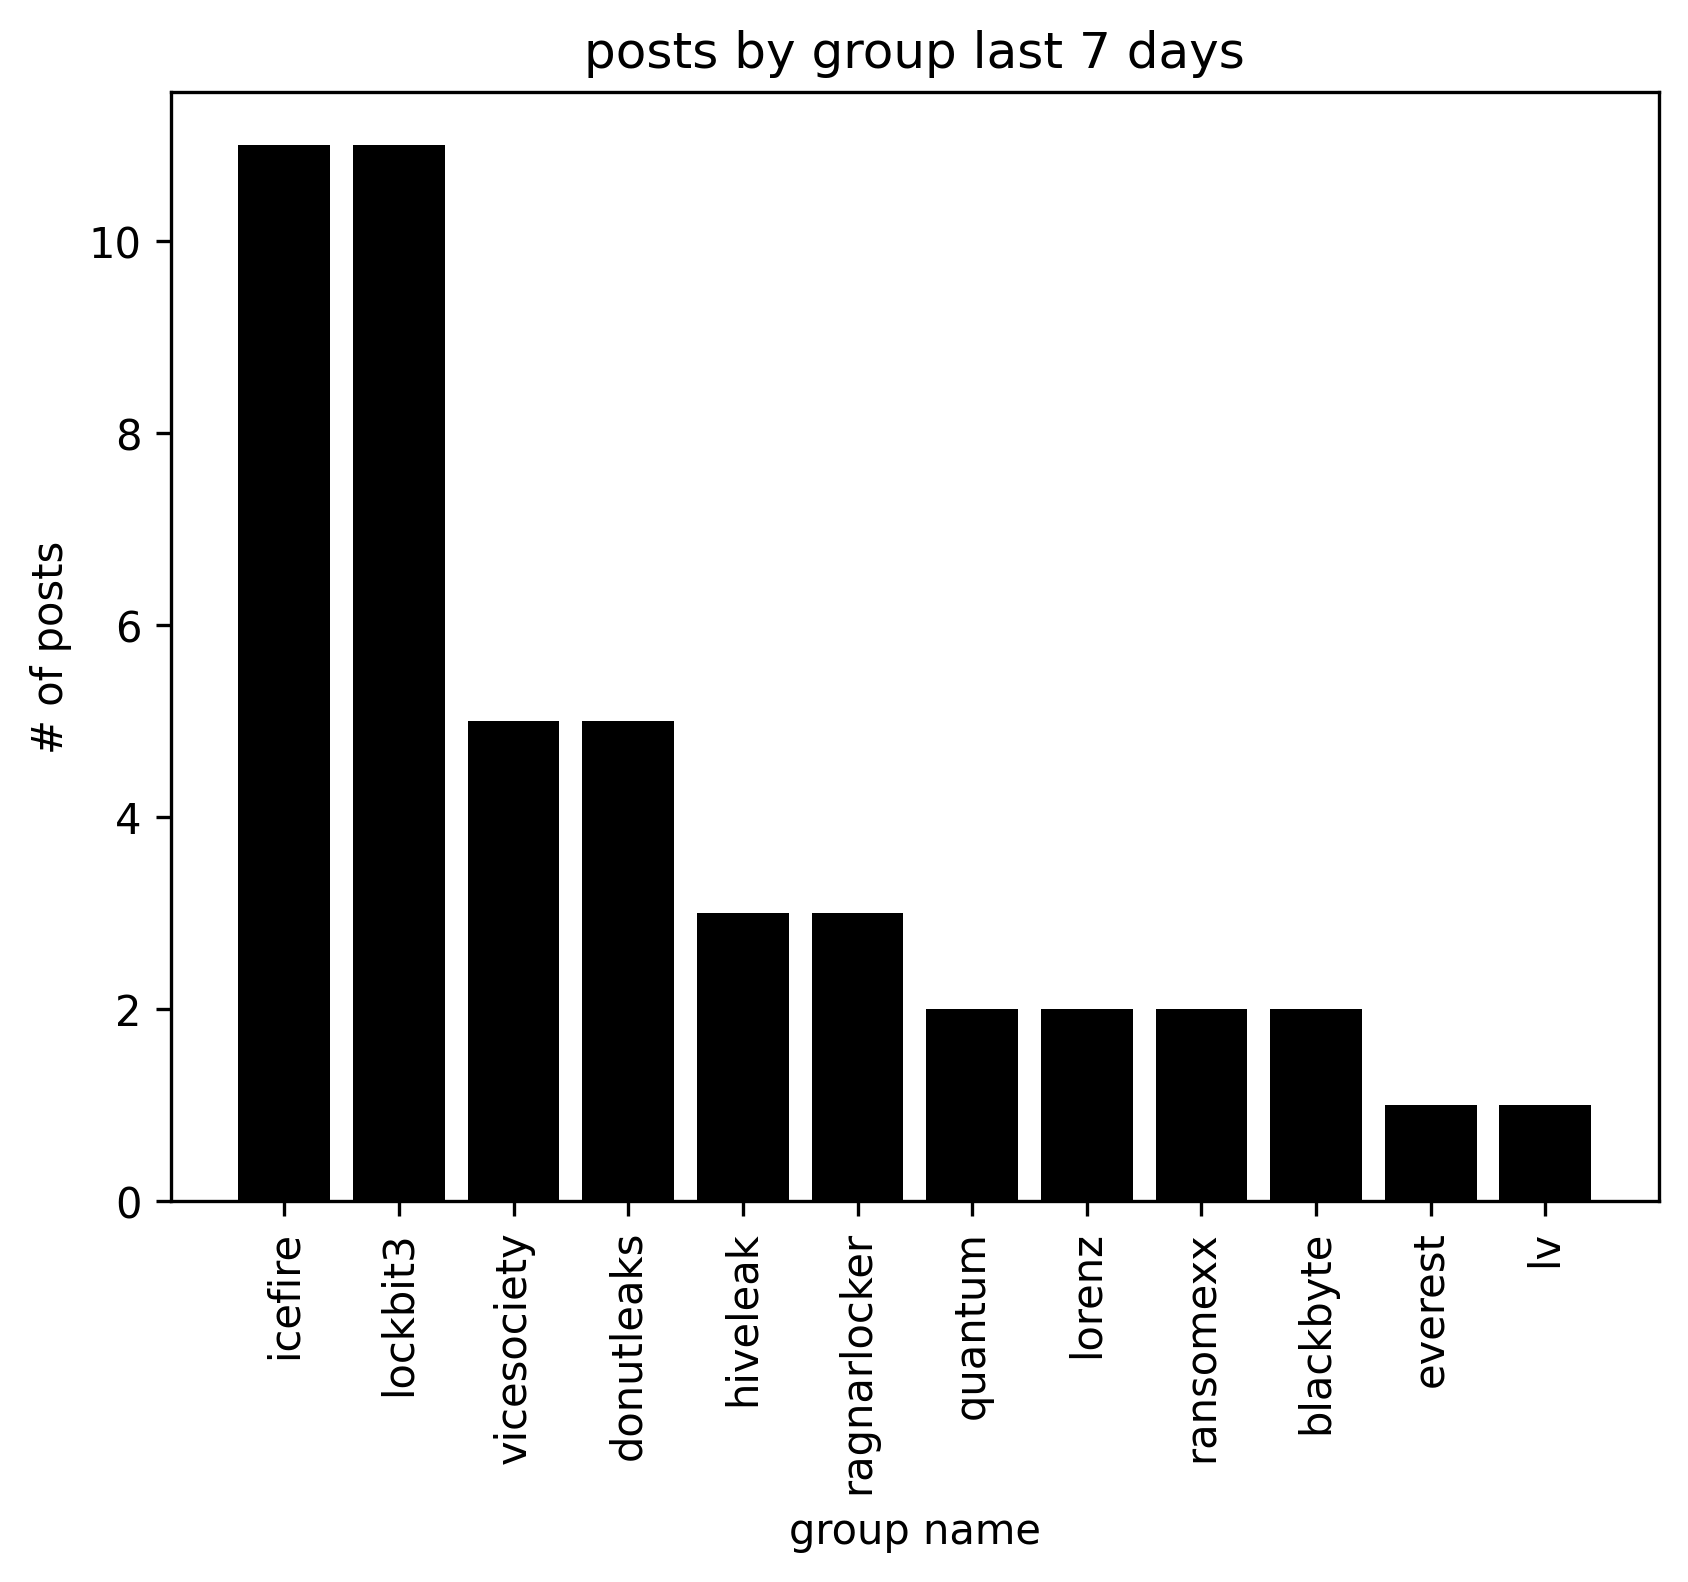 posts by group last 7 days
# of posts
10
8
6
4
2
0
icefire
lockbit3
vicesociety
donutleaks
hiveleak
ragnarlocker
quantum
lorenz
ransomexx
blackbyte
everest
lv
group name